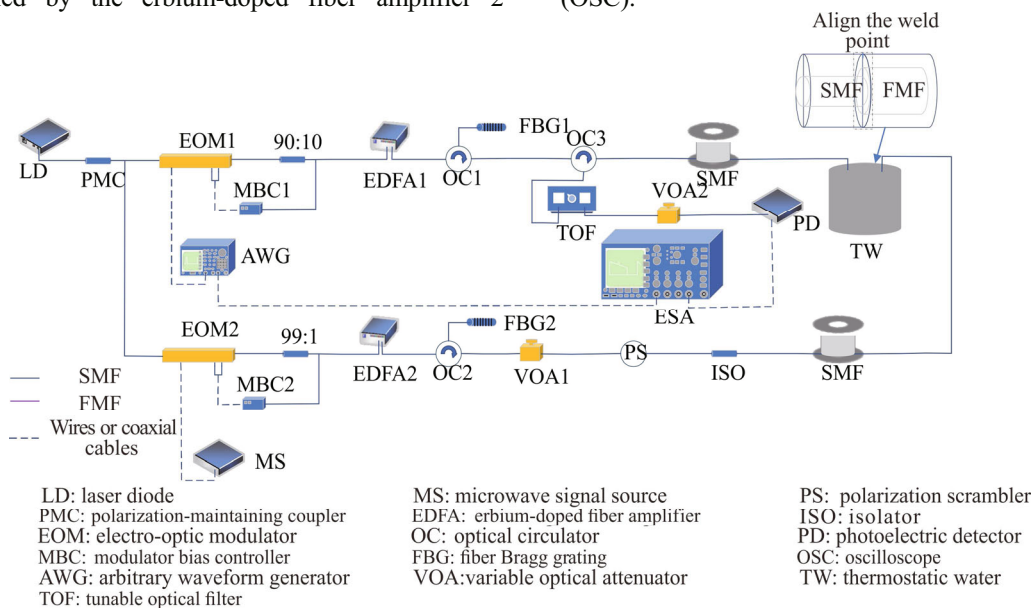 ned by the erbium-doped fiber amplifier 2 (OSC).
Align the weld
point
SMF FMF
LD
PMC
EOM1
90:10
MBC1
EDFA1
FBG1
OC1
OC3
SMF
TOF
VOA2
PD
TW
AWG
ESA
EOM2
99:1
MBC2
EDFA2
FBG2
OC2
VOA1
PS
ISO
SMF
MS
SMF
FMF
Wires or coaxial
cables
LD: laser diode
PMC: polarization-maintaining coupler
EOM: electro-optic modulator
MBC: modulator bias controller
AWG: arbitrary waveform generator
TOF: tunable optical filter
MS: microwave signal source
EDFA: erbium-doped fiber amplifier
OC: optical circulator
FBG: fiber Bragg grating
VOA:variable optical attenuator
PS: polarization scrambler
ISO: isolator
PD: photoelectric detector
OSC: oscilloscope
TW: thermostatic water